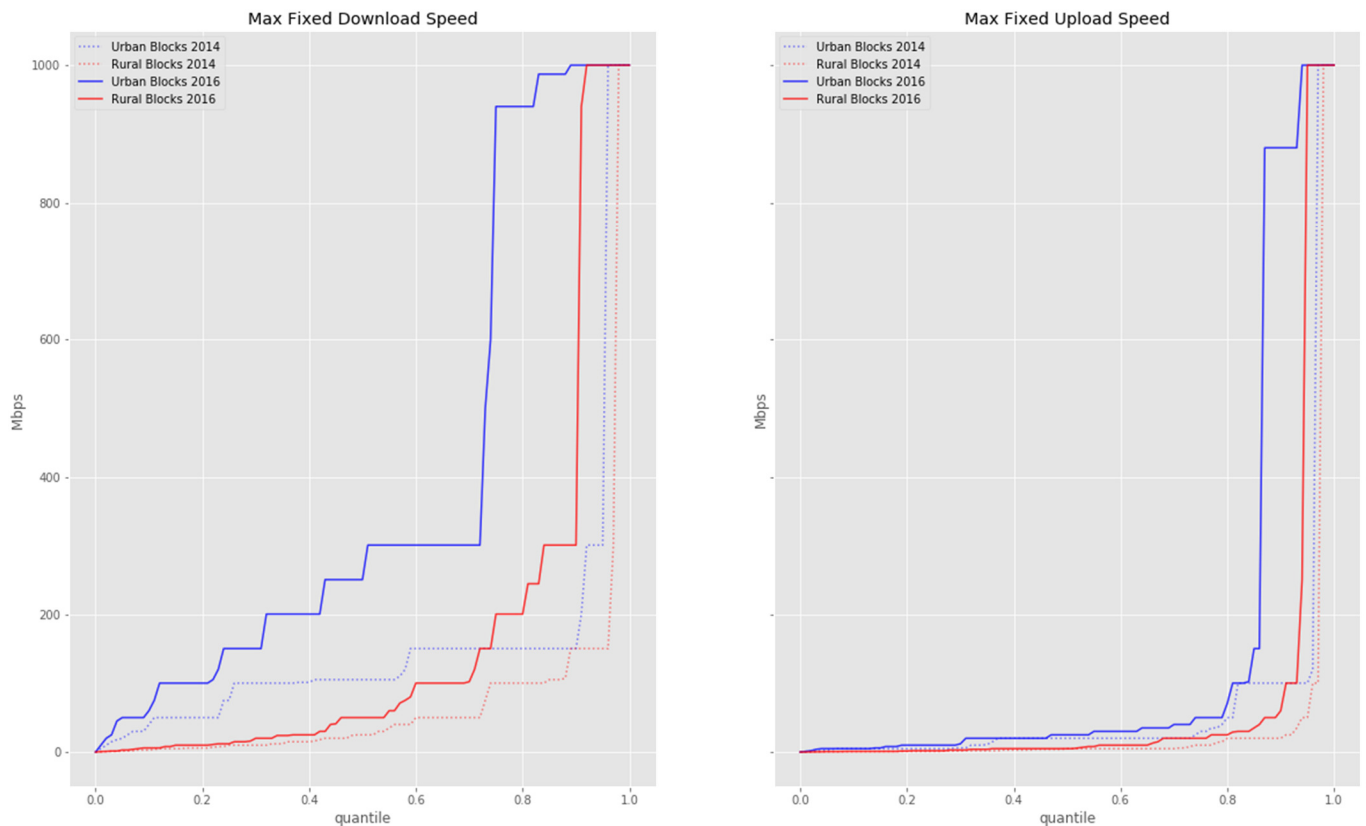 Max Fixed Download Speed
Urban Blocks 2014
Rural Blocks 2014
Urban Blocks 2016
Rural Blocks 2016
1000
800
600
400
200
0
Mbps
0.0 0.2 0.4 0.6 0.8 1.0
quantile
Max Fixed Upload Speed
Urban Blocks 2014
Rural Blocks 2014
Urban Blocks 2016
Rural Blocks 2016
Mbps
0.0 0.2 0.4 0.6 0.8 1.0
quantile